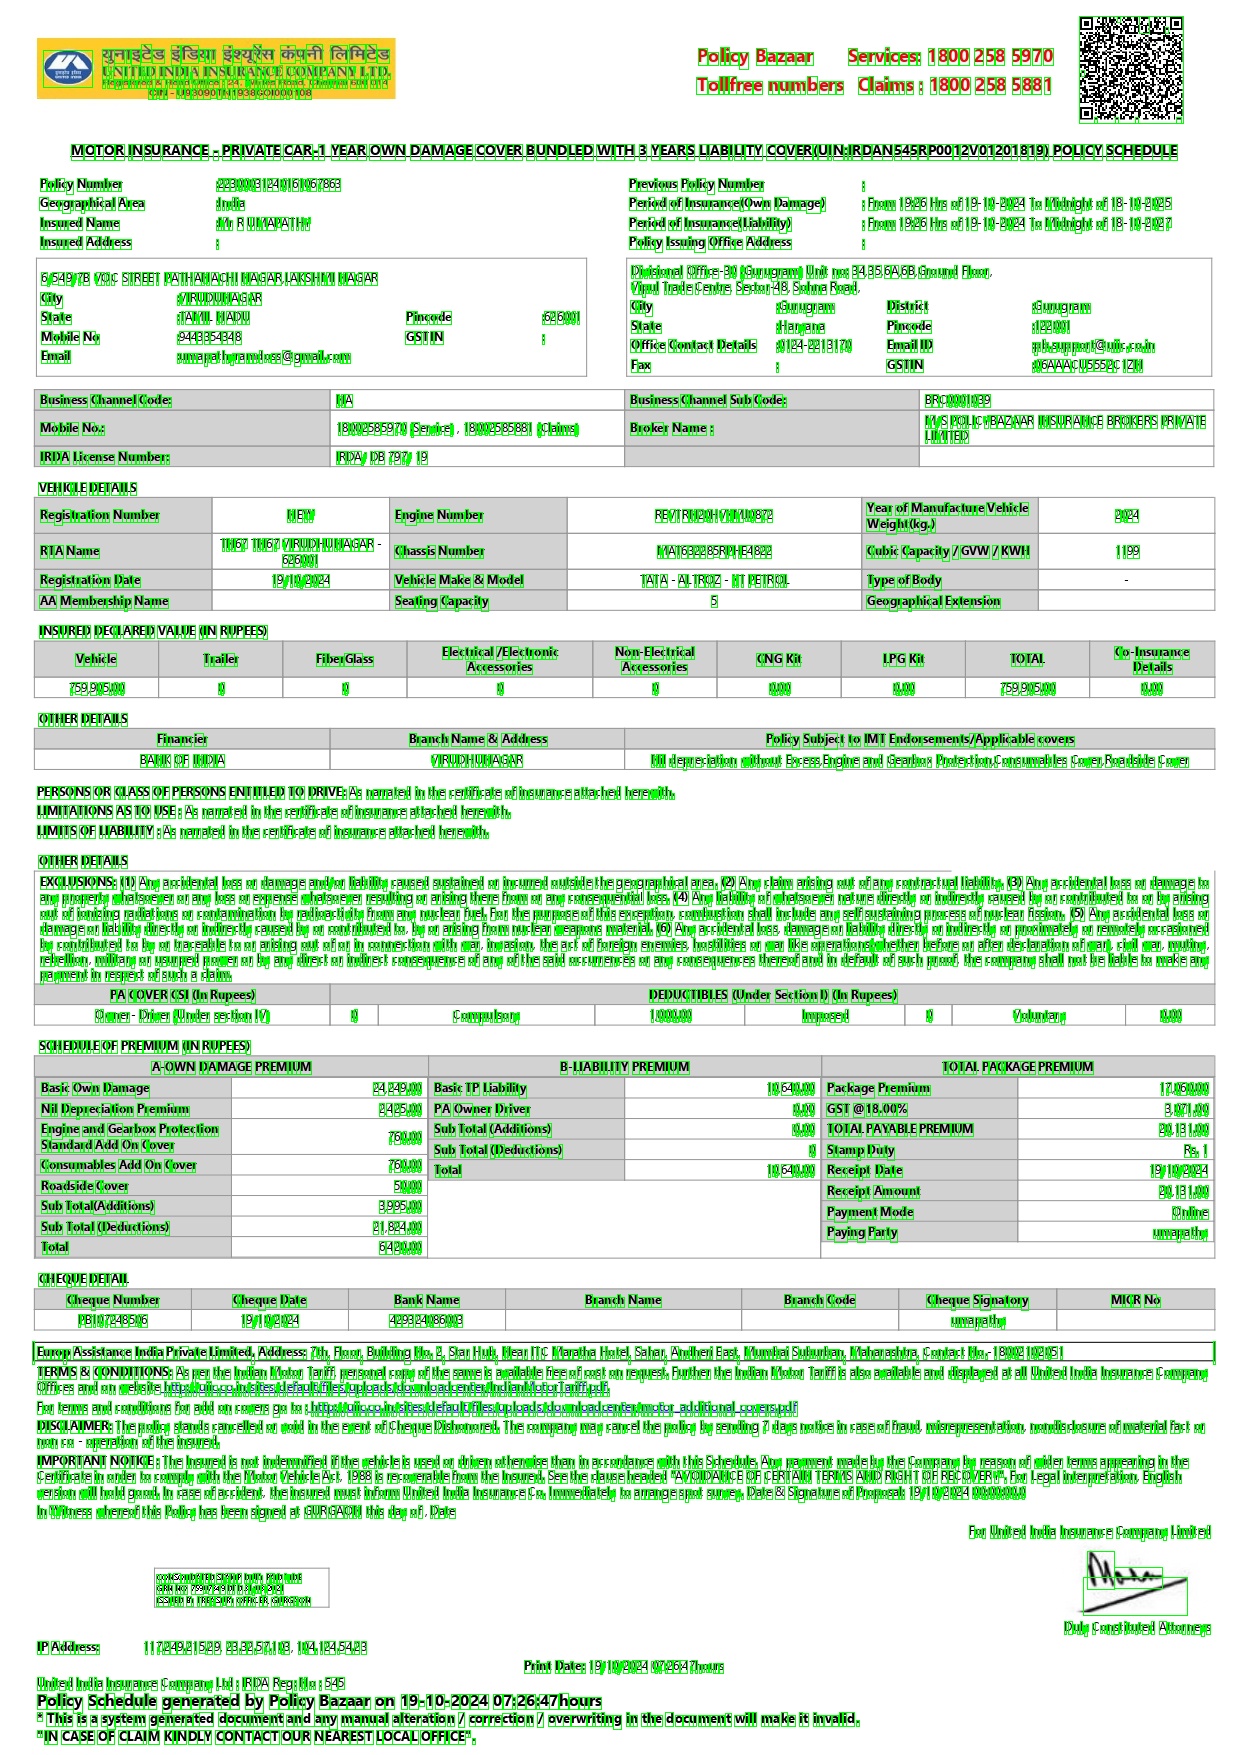 युनाइटेड इंडिया इंश्योरेंस कंपनी लिमिटेड
UNITED INDIA INSURANCE COMPANY LTD.
CIN - U93090TN1938GOI000108
Policy Bazaar Services: 1800 258 5970
Tollfree numbers Claims : 1800 258 5881
MOTOR INSURANCE - PRIVATE CAR-1 YEAR OWN DAMAGE COVER BUNDLED WITH 3 YEARS LIABILITY COVER(UIN:IRDAN545RP0012V01201819) POLICY SCHEDULE
Policy Number :2230003124016106‌7863 Previous Policy Number :
Geographical Area :India Period of Insurance(Own Damage) : From 19:26 Hrs of 19-10-2024 To Midnight of 18-10-2025
Insured Name :Mr R UMAPATHY Period of Insurance(Liability) : From 19:26 Hrs of 19-10-2024 To Midnight of 18-10-2027
Insured Address : Policy Issuing Office Address :
6/549/7B VOC STREET PATHANACHI NAGAR,LAKSHMI NAGAR
City :VIRUDUNAGAR
State :TAMIL NADU Pincode :626001
Mobile No :9443354348 GSTIN :
Email :umapathyramdoss@gmail.com
Divisional Office-30 (Gurugram) Unit no: 34,35,6A,6B,Ground Floor,
Vipul Trade Centre, Sector-48, Sohna Road,
City :Gurugram District :Gurugram
State :Haryana Pincode :122001
Office Contact Details :0124-2213170 Email ID :pb.support@uiic.co.in
Fax : GSTIN :06AAACU5552C1ZH
Business Channel Code: NA Business Channel Sub Code: BRC0001039
Mobile No.: 18002585970 (Service) , 18002585881 (Claims) Broker Name : M/S POLICYBAZAAR INSURANCE BROKERS PRIVATE LIMITED
IRDA License Number: IRDA/ DB 797/ 19
VEHICLE DETAILS
Registration Number NEW Engine Number Year of Manufacture Vehicle Weight(kg.) 2024
RTA Name TN67 TN67 VIRUDHUNAGAR - 626001 Chassis Number MAT632285RPHE4822 Cubic Capacity / GVW / KWH 1199
Registration Date 19/10/2024 Vehicle Make & Model TATA - ALTROZ - XT PETROL Type of Body -
AA Membership Name Seating Capacity 5 Geographical Extension
INSURED DECLARED VALUE (IN RUPEES)
Vehicle Trailer FiberGlass Electrical /Electronic Accessories Non-Electrical Accessories CNG Kit LPG Kit TOTAL Co-Insurance Details
759,905.00 0 0 0 0 0.00 0.00 759,905.00 0.00
OTHER DETAILS
Financier Branch Name & Address Policy Subject to IMT Endorsements/Applicable covers
BANK OF INDIA VIRUDHUNAGAR Nil depreciation without Excess,Engine and Gearbox Protection,Consumables Cover,Roadside Cover
PERSONS OR CLASS OF PERSONS ENTITLED TO DRIVE: As narrated in the certificate of insurance attached herewith.
LIMITATIONS AS TO USE : As narrated in the certificate of insurance attached herewith.
LIMITS OF LIABILITY : As narrated in the certificate of insurance attached herewith.
OTHER DETAILS
EXCLUSIONS: (1) Any accidental loss or damage and/or liability caused sustained or incurred outside the geographical area. (2) Any claim arising out of any contractual liability. (3) Any accidental loss or damage to
any property whatsoever or any loss or expense whatsoever resulting or arising there from or any consequential loss. (4) Any liability of whatsoever nature directly or indirectly caused by or contributed to or by arising
out of ionizing radiations or contamination by radioactivity from any nuclear fuel. For the purpose of this exception, combustion shall include any self sustaining process of nuclear fission. (5) Any accidental loss or
damage or liability directly or indirectly caused by or contributed to, by or arising from nuclear weapons material. (6) Any accidental loss, damage or liability directly or indirectly or proximately or remotely occasioned
by contributed to by or traceable to or arising out of or in connection with war, invasion, the act of foreign enemies, hostilities or war like operations(whether before or after declaration of war), civil war, mutiny,
rebellion, military or usurped power or by any direct or indirect consequence of any of the said occurrences or any consequences thereof and in default of such proof, the company shall not be liable to make any
payment in respect of such a claim.
PA COVER CSI (In Rupees) DEDUCTIBLES (Under Section I) (In Rupees)
Owner- Driver (Under section IV) 0 Compulsory 1,000.00 Imposed 0 Voluntary 0.00
SCHEDULE OF PREMIUM (IN RUPEES)
A-OWN DAMAGE PREMIUM B-LIABILITY PREMIUM TOTAL PACKAGE PREMIUM
Basic Own Damage 24,249.00 Basic TP Liability 10,640.00 Package Premium 17,060.00
Nil Depreciation Premium 2,425.00 PA Owner Driver 0.00 GST @18.00% 3,071.00
Engine and Gearbox Protection Standard Add On Cover 760.00 Sub Total (Additions) 0.00 TOTAL PAYABLE PREMIUM 20,131.00
Consumables Add On Cover 760.00 Sub Total (Deductions) 0 Stamp Duty Rs. 1
Roadside Cover 50.00 Total 10,640.00 Receipt Date 19/10/2024
Sub Total(Additions) 3,995.00 Receipt Amount 20,131.00
Sub Total (Deductions) 21,824.00 Payment Mode Online
Total 6,420.00 Paying Party umapathy
CHEQUE DETAIL
Cheque Number Cheque Date Bank Name Branch Name Branch Code Cheque Signatory MICR No
PB107248506 19/10/2024 42932408‌6003 umapathy
Europ Assistance India Private Limited, Address: 7th, Floor, Building No. 2, Star Hub, Near ITC Maratha Hotel, Sahar, Andheri East, Mumbai Suburban, Maharashtra, Contact No.-18002102051
TERMS & CONDITIONS: As per the Indian Motor Tariff, personal copy of the same is available free of cost on request. Further the Indian Motor Tariff is also available and displayed at all United India Insurance Company
Offices and on website http://uiic.co.in/sites/default/files/uploads/downloadcenter/IndianMotorTariff.pdf.
For terms and conditions for add on covers go to : http://uiic.co.in/sites/default/files/uploads/downloadcenter/motor_additional_covers.pdf
DISCLAIMER: The policy stands cancelled or void in the event of Cheque Dishonured. The company may cancel the policy by sending 7 days notice in case of fraud, misrepresentation, nondisclosure of material fact or
non co - operation of the insured.
IMPORTANT NOTICE : The Insured is not indemnified if the vehicle is used or driven otherwise than in accordance with this Schedule. Any payment made by the Company by reason of wider terms appearing in the
Certificate in order to comply with the Motor Vehicle Act, 1988 is recoverable from the Insured. See the clause headed "AVOIDANCE OF CERTAIN TERMS AND RIGHT OF RECOVERY". For Legal interpretation, English
version will hold good. In case of accident, the insured must inform United India Insurance Co. Immediately to arrange spot survey. Date & Signature of Proposal: 19/10/2024 00:00:00.0
In Witness whereof this Policy has been signed at GURGAON this day of . Date
For United India Insurance Company Limited
CONSOLIDATED STAMP DUTY PAID VIDE
ISSUED BY TREASURY OFFICER, GURGAON
Duly Constituted Attorneys
IP Address: 117.249.215.29, 23.32.57.103, 104.124.54.23
Print Date: 19/10/2024 07:26:47hours
United India Insurance Company Ltd : IRDA Reg: No : 545
Policy Schedule generated by Policy Bazaar on 19-10-2024 07:26:47hours
* This is a system generated document and any manual alteration / correction / overwriting in the document will make it invalid.
"IN CASE OF CLAIM KINDLY CONTACT OUR NEAREST LOCAL OFFICE".